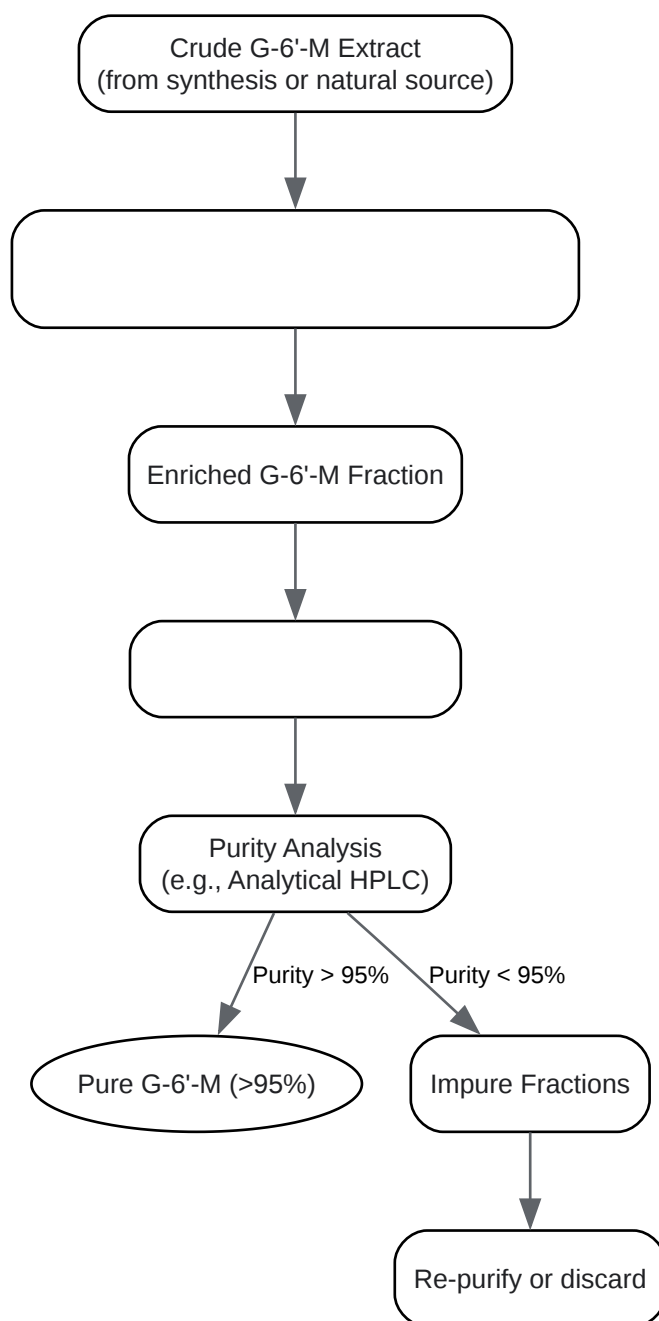 Crude G-6'-M Extract
(from synthesis or natural source)
Enriched G-6'-M Fraction
Purity Analysis
(e.g., Analytical HPLC)
Purity > 95%
Purity < 95%
Pure G-6'-M (>95%)
Impure Fractions
Re-purify or discard